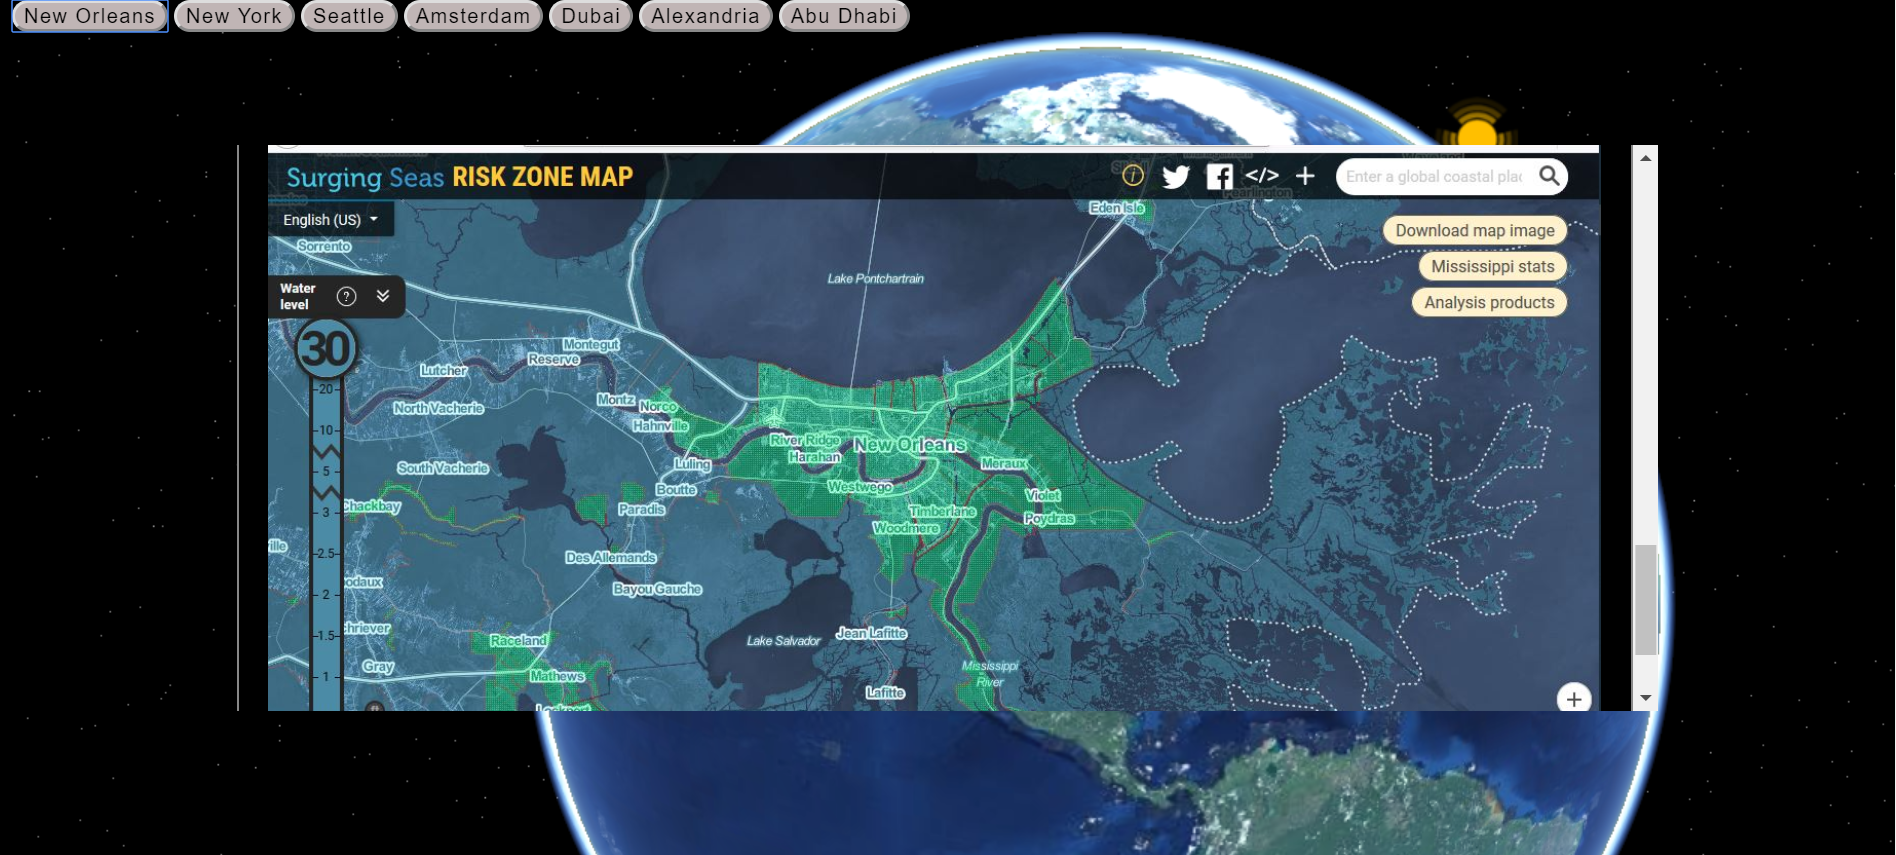 New Orleans New York Seattle Amsterdam Dubai Alexandria Abu Dhabi
Surging Seas RISK ZONE MAP
</> + Enter a global coastal plac
English (US)
Eden Isle
Sorrento
Download map image
Lake Pontchartrain
Mississippi stats
Water
level
?
Analysis products
30
Montegut
Reserve
Lutcher
20
Montz
Norco
North Vacherie
Hahnville
10
River Ridge
New Orleans
Harahan
Luling
Meraux
South Vacherie
5
Boutte
Westwego
Violet
Chackbay
3
Paradis
Timberlane
Poydras
Woodmere
ille
2.5
Des Allemands
odaux
2
Bayou Gauche
hriever
1.5
Raceland
Lake Salvador
Jean Lafitte
Gray
1
Mathews
Mississippi
River
Lafitte
Lockport
+